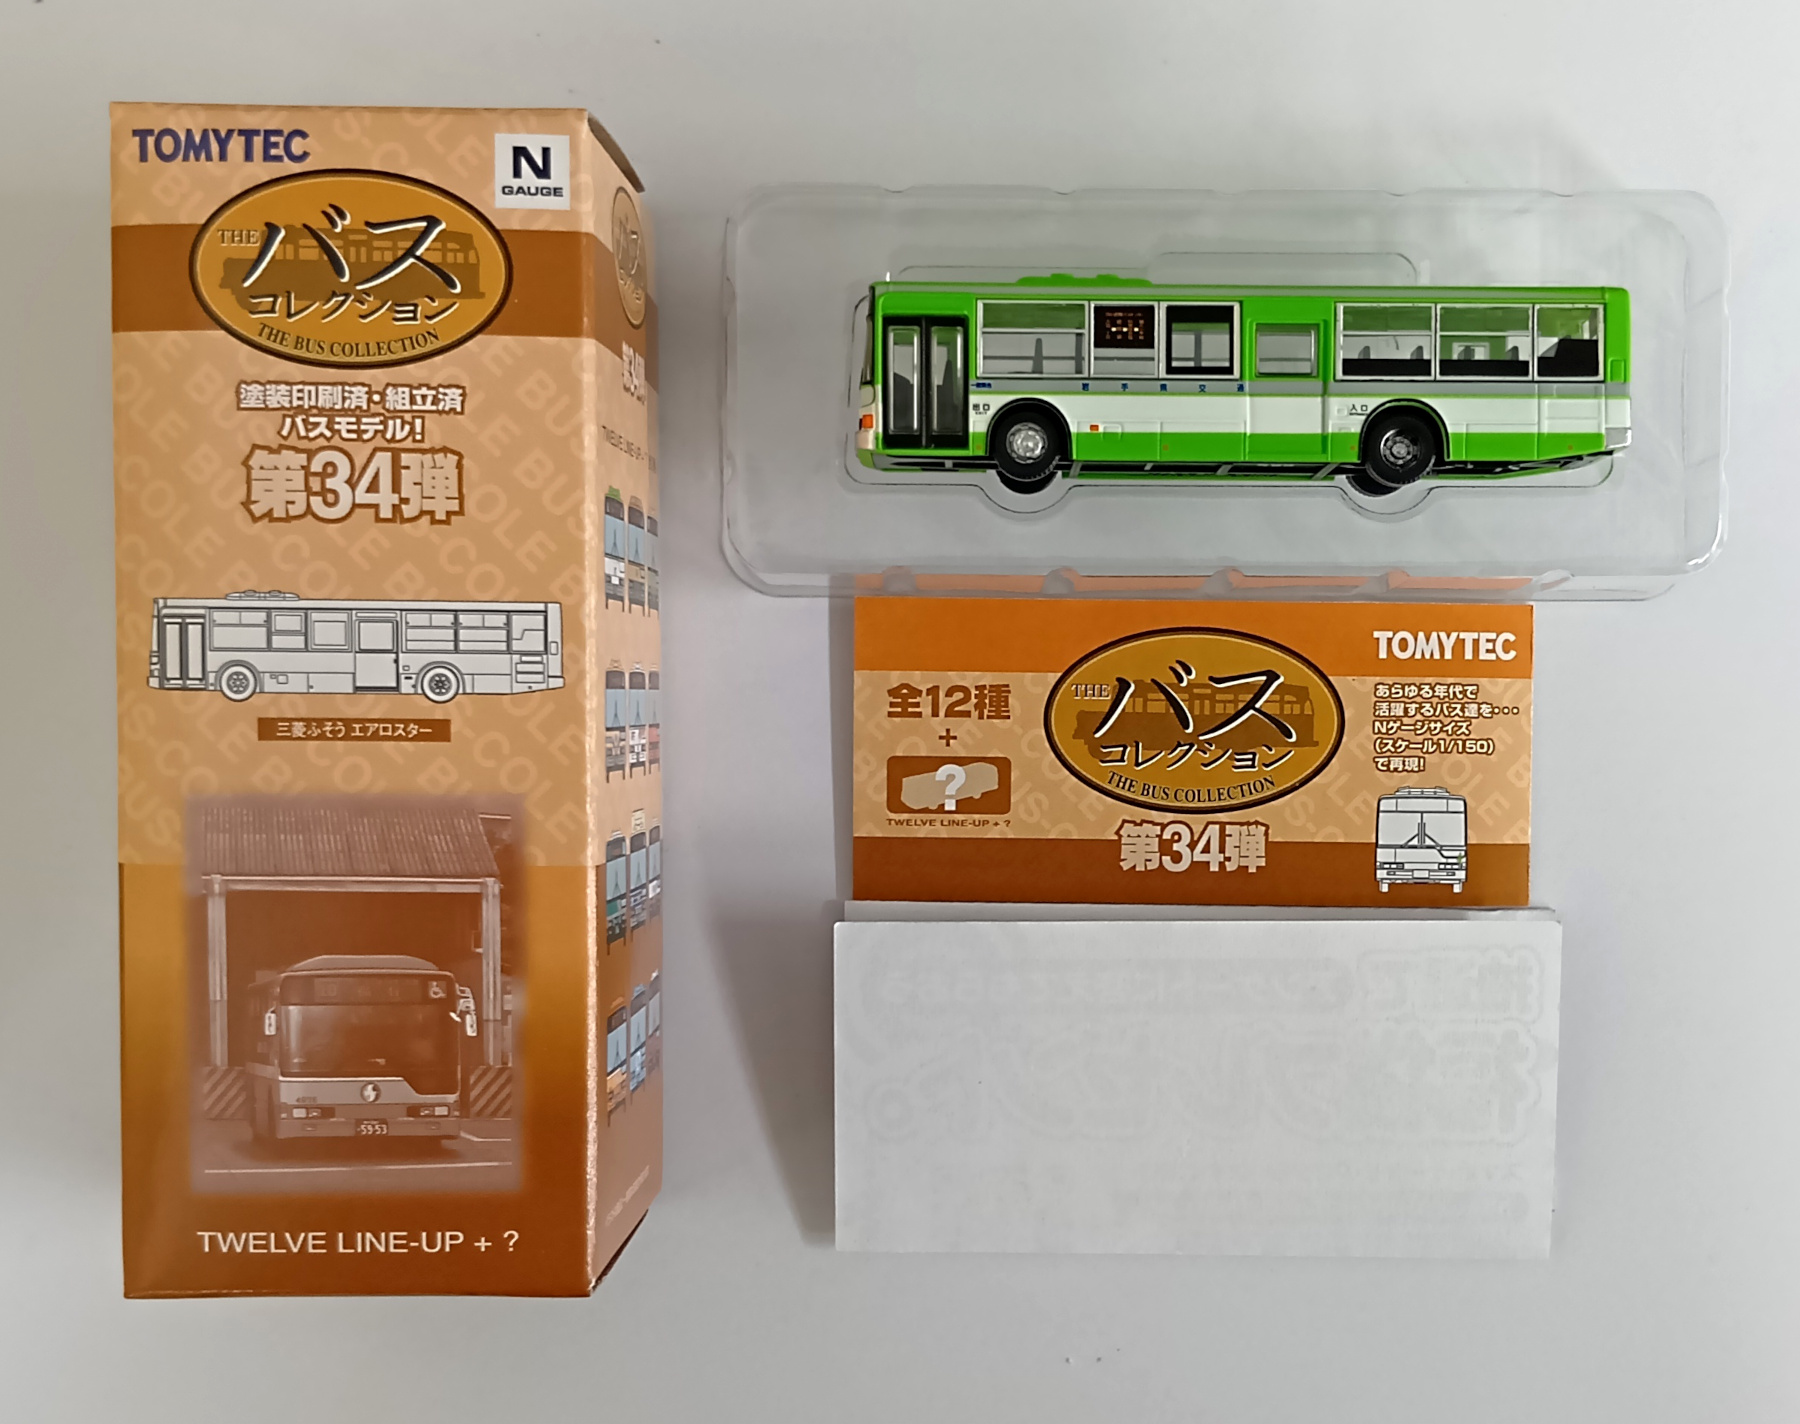 TOMYTEC
N
GAUGE
THE
バス
コレクション
THE BUS COLLECTION
塗装印刷済・組立済
バスモデル!
第34弾
三菱ふそう エアロスター
5953
TWELVE LINE-UP + ?
岩手県交通
出口
入口
TOMYTEC
全12種
+
?
TWELVE LINE-UP + ?
THE
バス
コレクション
THE BUS COLLECTION
第34弾
あらゆる年代で
活躍するバス達を・・・
Nゲージサイズ
(スケール1/150)
で再現!